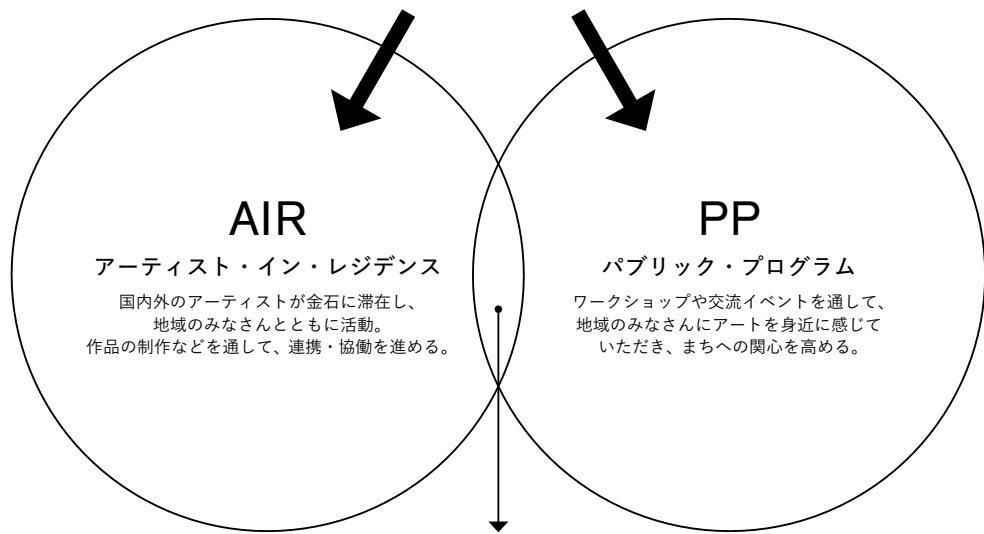 AIR
アーティスト・イン・レジデンス
国内外のアーティストが金石に滞在し、
地域のみなさんとともに活動。
作品の制作などを通して、連携・協働を進める。
PP
パブリック・プログラム
ワークショップや交流イベントを通して、
地域のみなさんにアートを身近に感じて
いただき、まちへの関心を高める。